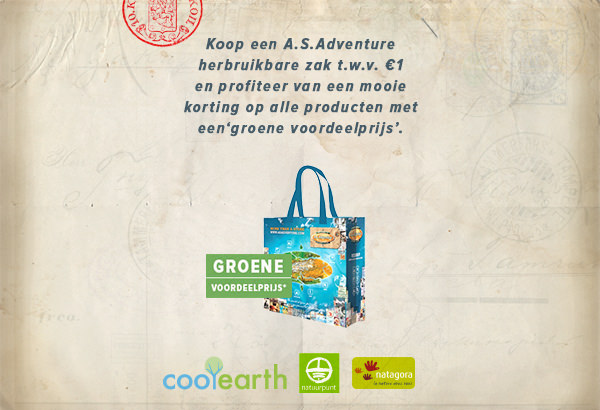 Koop een A.S.Adventure
herbruikbare zak t.w.v. €1
en profiteer van een mooie
korting op alle producten met
een‘groene voordeelprijs’.
GROENE
VOORDEELPRIJS*
coolearth
natuurpunt
natagora